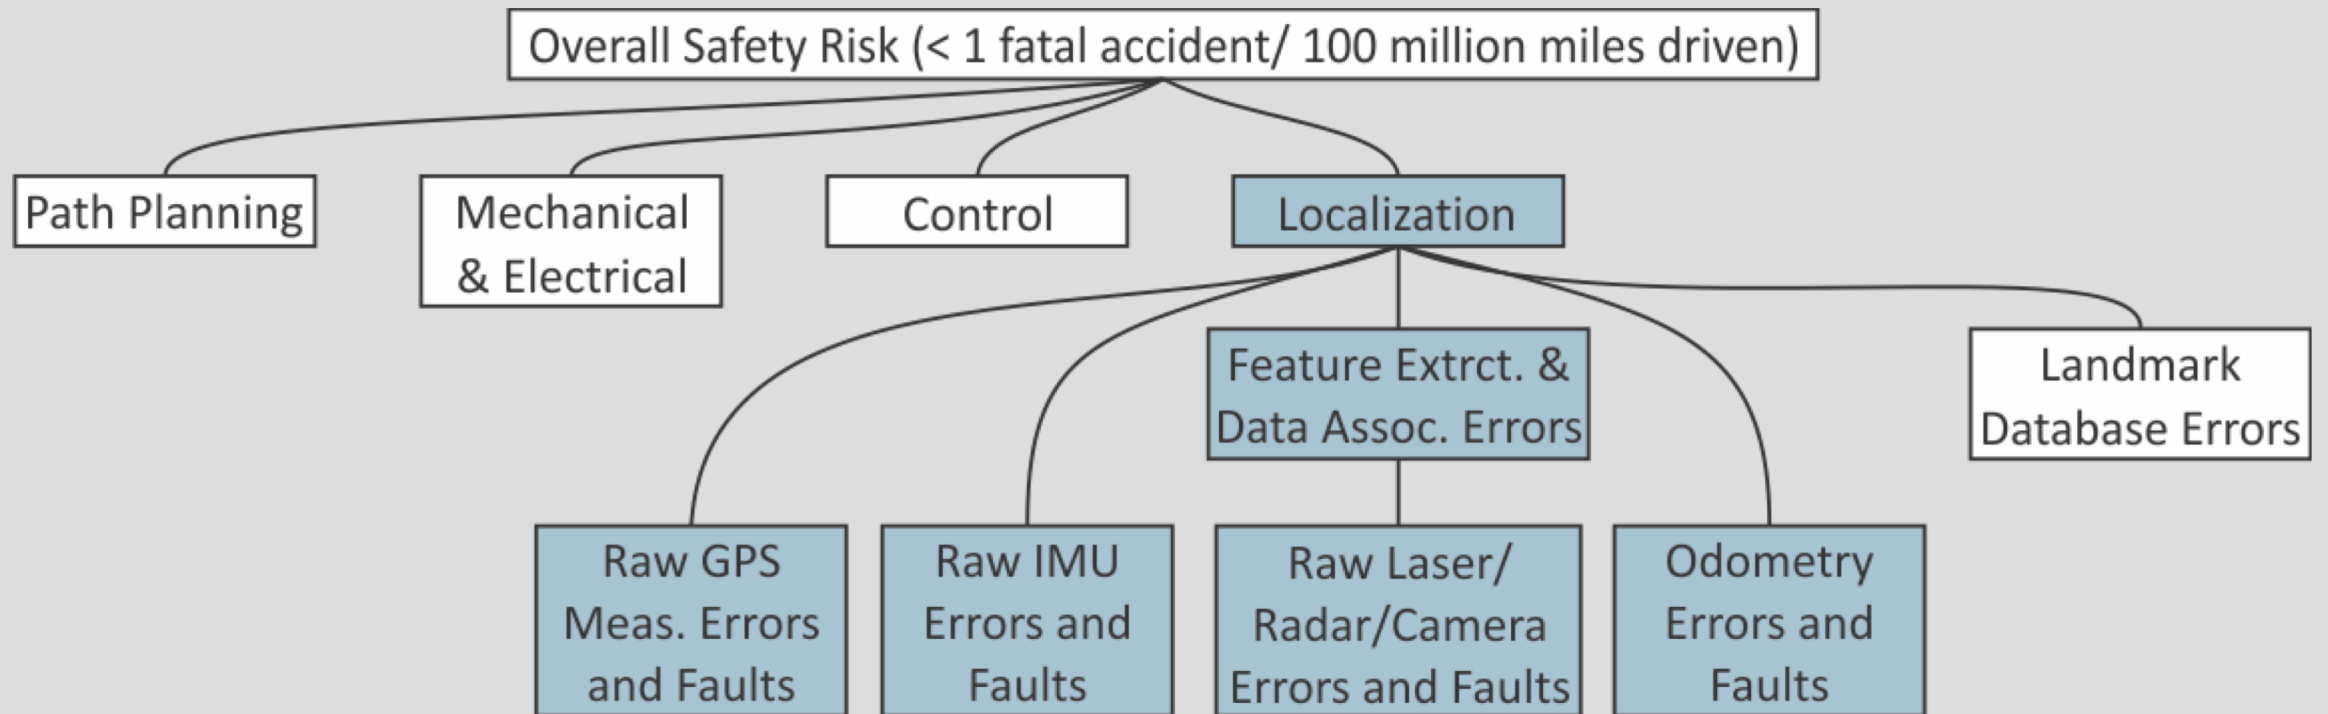 Overall Safety Risk (< 1 fatal accident/ 100 million miles driven)
Path Planning
Mechanical
& Electrical
Control
Localization
Feature Extrct. &
Data Assoc. Errors
Landmark
Database Errors
Raw GPS
Meas. Errors
and Faults
Raw IMU
Errors and
Faults
Raw Laser/
Radar/Camera
Errors and Faults
Odometry
Errors and
Faults